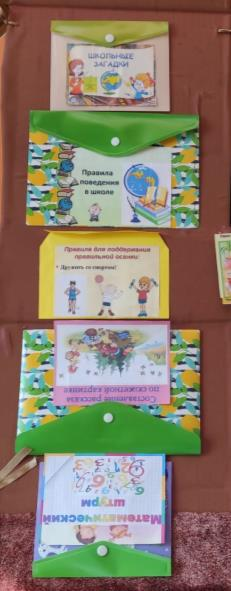 ШКОЛЬНЫЕ
ЗАГАДКИ
Правила
поведения
в школе
Правила для поддержания
правильной осанки:
• Дружить со спортом!
Составление рассказа
по сюжетной картинке
Математический
штурм